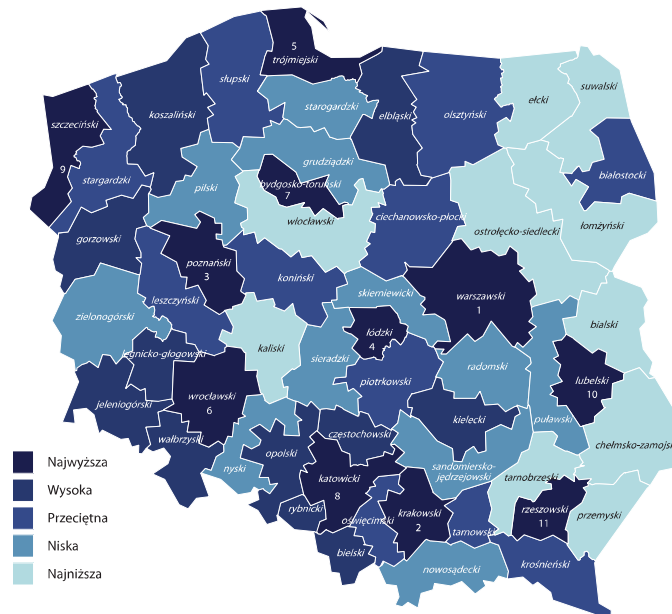 5
trójmiejski
słupski
koszaliński
szczeciński
9
stargardzki
starogardzki
elbląski
olsztyński
ełcki
suwalski
białostocki
grudziądzki
pilski
bydgosko-toruński
7
włocławski
ciechanowsko-płocki
ostrołęcko-siedlecki
łomżyński
gorzowski
poznański
3
koniński
leszczyński
zielonogórski
skierniewicki
warszawski
1
bialski
łódzki
4
kaliski
sieradzki
legnicko-głogowski
piotrkowski
radomski
lubelski
10
puławski
jeleniogórski
wrocławski
6
wałbrzyski
kielecki
częstochowski
opolski
nyski
chełmsko-zamojski
katowicki
8
sandomiersko-
jędrzejowski
tarnobrzeski
rybnicki
oświęcimski
krakowski
2
tarnowski
rzeszowski
11
przemyski
bielski
nowosądecki
krośnieński
Najwyższa
Wysoka
Przeciętna
Niska
Najniższa